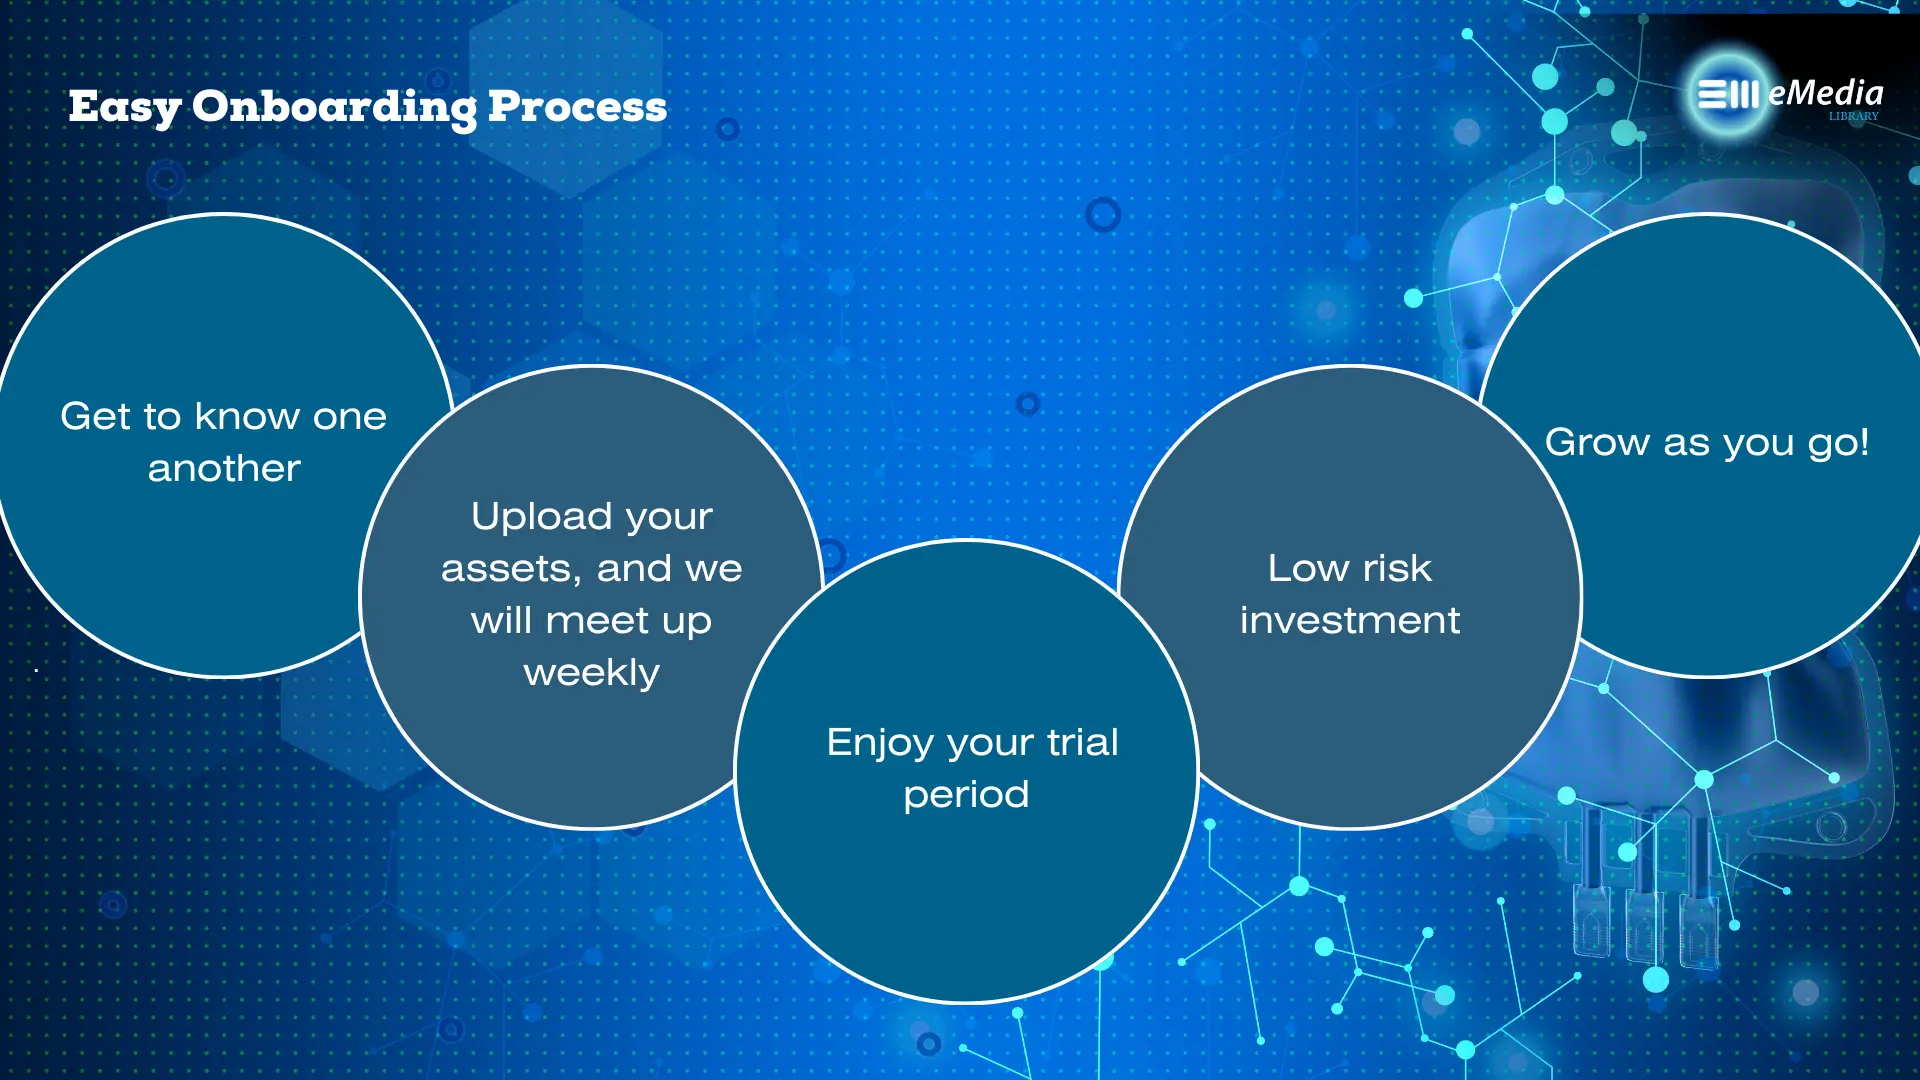 Easy Onboarding Process
eMedia
LIBRARY
Get to know one
another
Upload your
assets, and we
will meet up
weekly
Enjoy your trial
period
Low risk
investment
Grow as you go!